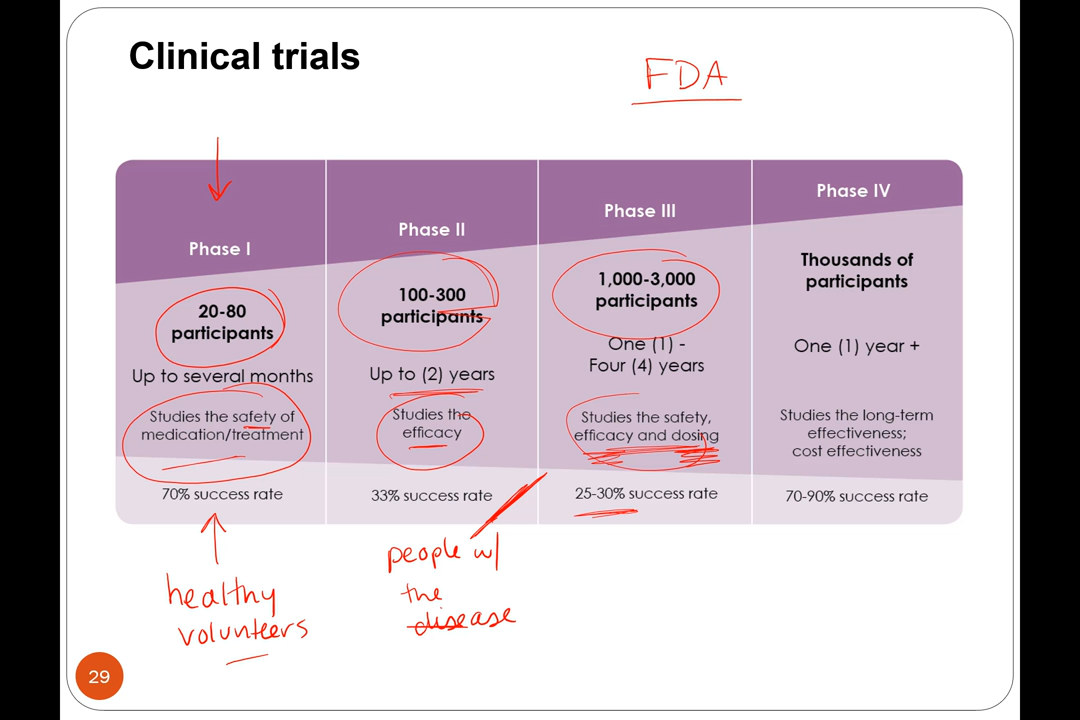 Clinical trials
FDA
Phase I
20-80
participants
Up to several months
Studies the safety of
medication/treatment
70% success rate
healthy
volunteers
Phase II
100-300
participants
Up to (2) years
Studies the
efficacy
33% success rate
people w/
the
disease
Phase III
1,000-3,000
participants
One (1) -
Four (4) years
Studies the safety,
efficacy and dosing
25-30% success rate
Phase IV
Thousands of
participants
One (1) year +
Studies the long-term
effectiveness;
cost effectiveness
70-90% success rate
29